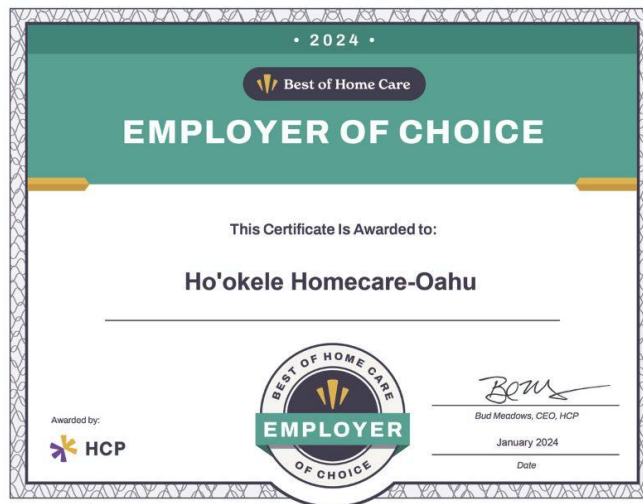 • 2024 •
Best of Home Care
EMPLOYER OF CHOICE
This Certificate Is Awarded to:
Ho'okele Homecare-Oahu
BEST OF HOME CARE
EMPLOYER
OF CHOICE
Bud Meadows, CEO, HCP
Awarded by:
HCP
January 2024
Date